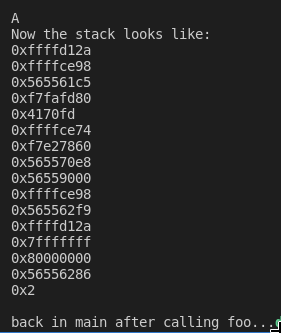 A
Now the stack looks like:
0xffffd12a
0xffffce98
0x565561c5
0xf7fafd80
0x4170fd
0xffffce74
0xf7e27860
0x565570e8
0x56559000
0xffffce98
0x565562f9
0xffffd12a
0x7fffffff
0x80000000
0x56556286
0x2
back in main after calling foo...